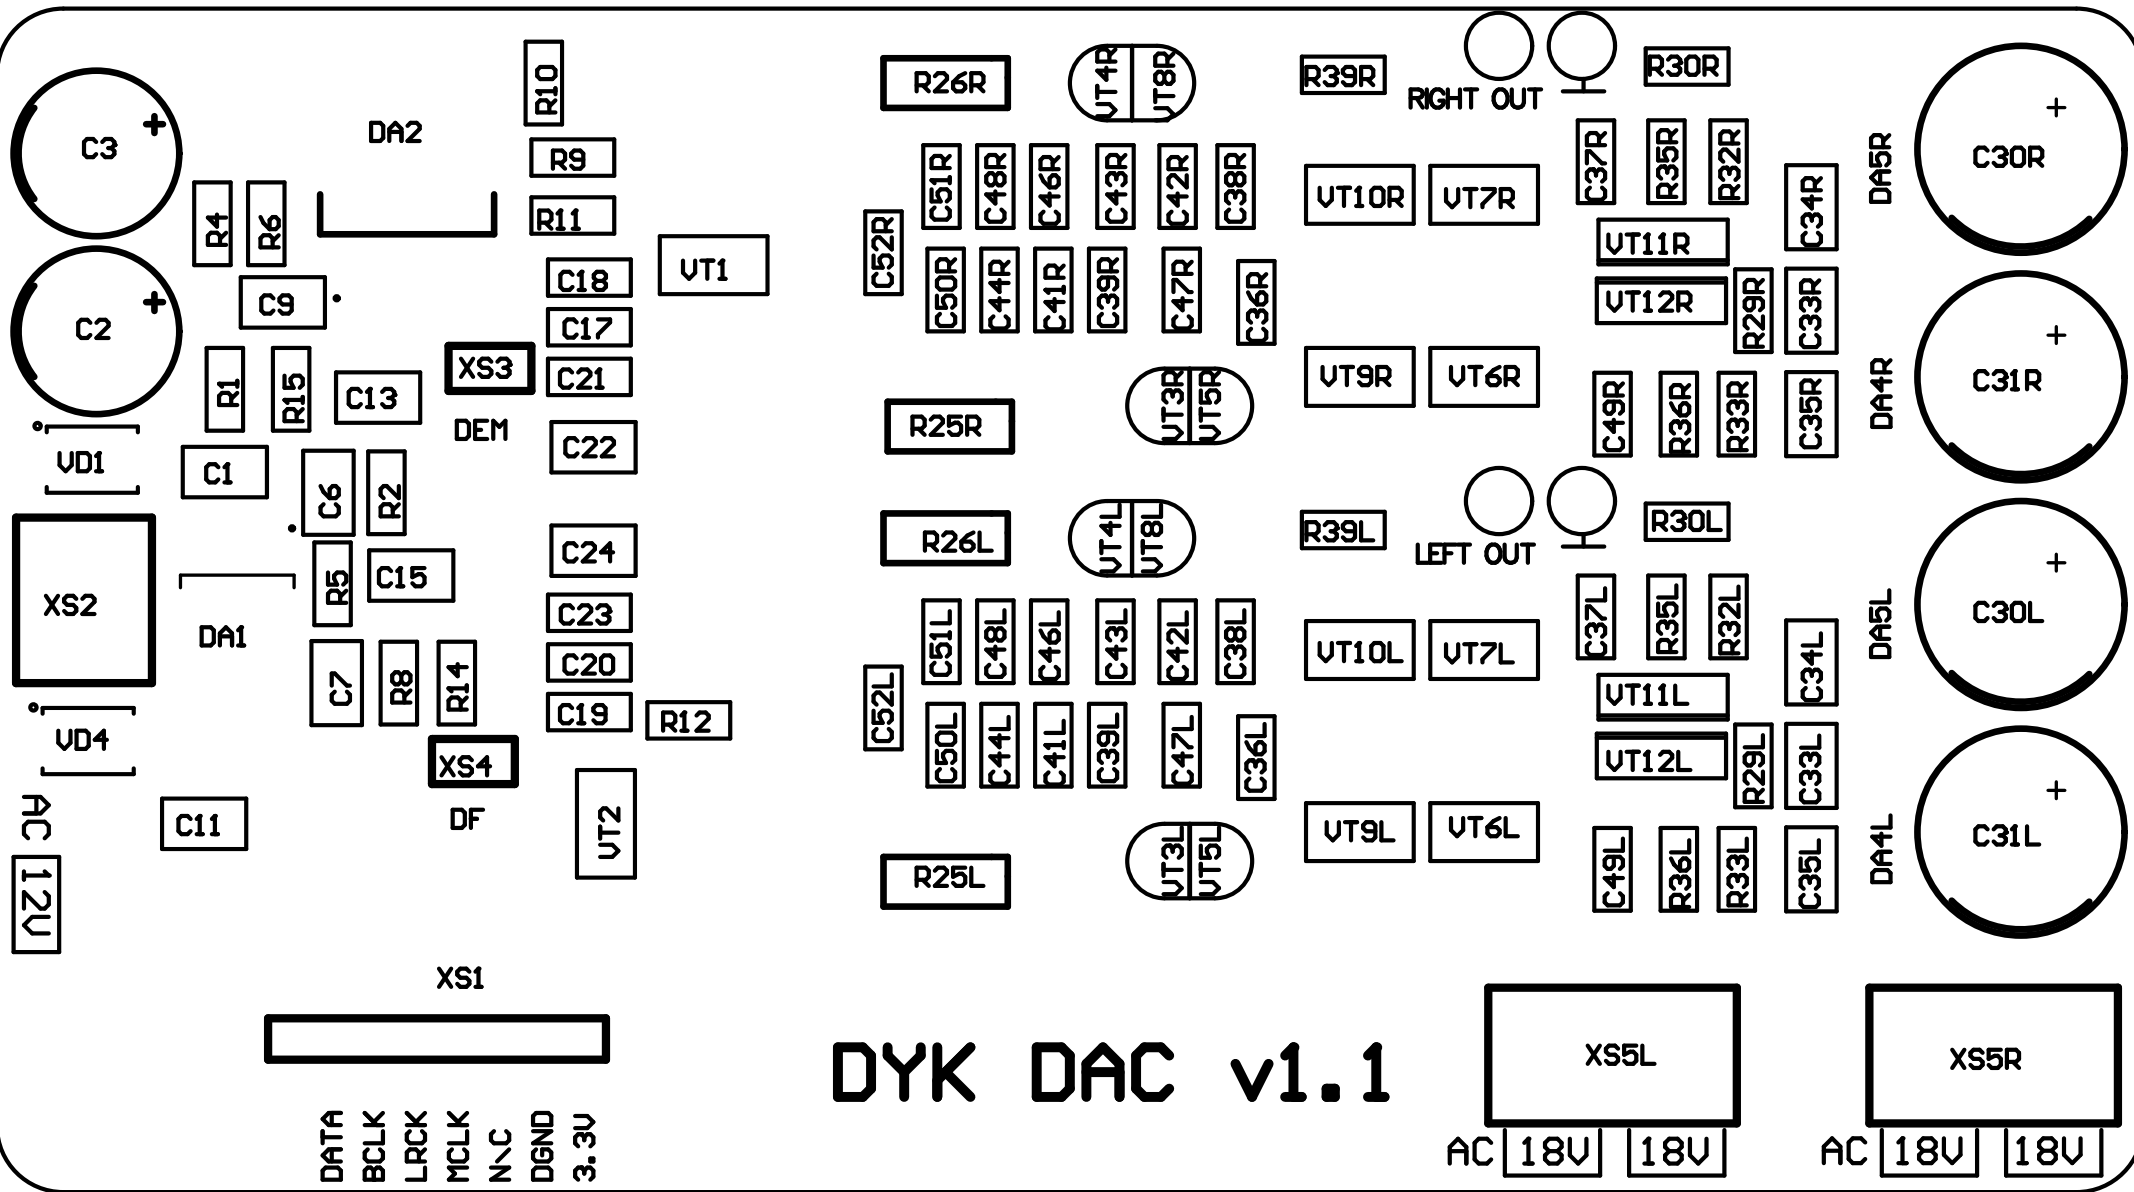 R10
R26R
VT4R
VT8R
R39R
RIGHT OUT
R30R
C3
+
DA2
R9
R11
R4
R6
C51R
C48R
C46R
C43R
C42R
C38R
VT10R
VT7R
C37R
R35R
R32R
DA5R
C30R
+
C52R
VT1
C18
C9
C17
C2
+
C50R
C44R
C41R
C39R
C47R
C36R
VT11R
VT12R
R29R
C34R
C33R
XS3
C21
DEM
R1
R15
C13
VT3R
VT5R
VT9R
VT6R
R25R
C49R
R36R
R33R
C35R
DA4R
C31R
+
VD1
C1
C6
R2
C22
R26L
VT4L
VT8L
R39L
LEFT OUT
R30L
XS2
DA1
R5
C15
C24
C23
C20
C19
C7
R8
R14
R12
C51L
C48L
C46L
C43L
C42L
C38L
VT10L
VT7L
C37L
R35L
R32L
DA5L
C30L
+
VD4
XS4
DF
C52L
C50L
C44L
C41L
C39L
C47L
C36L
VT11L
VT12L
R29L
C34L
C33L
AC
12V
C11
VT2
R25L
VT3L
VT5L
VT9L
VT6L
C49L
R36L
R33L
C35L
DA4L
C31L
+
XS1
DATA
BCLK
LRCK
MCLK
N\C
DGND
3.3V
DYK DAC v1.1
XS5L
XS5R
AC 18V 18V
AC 18V 18V